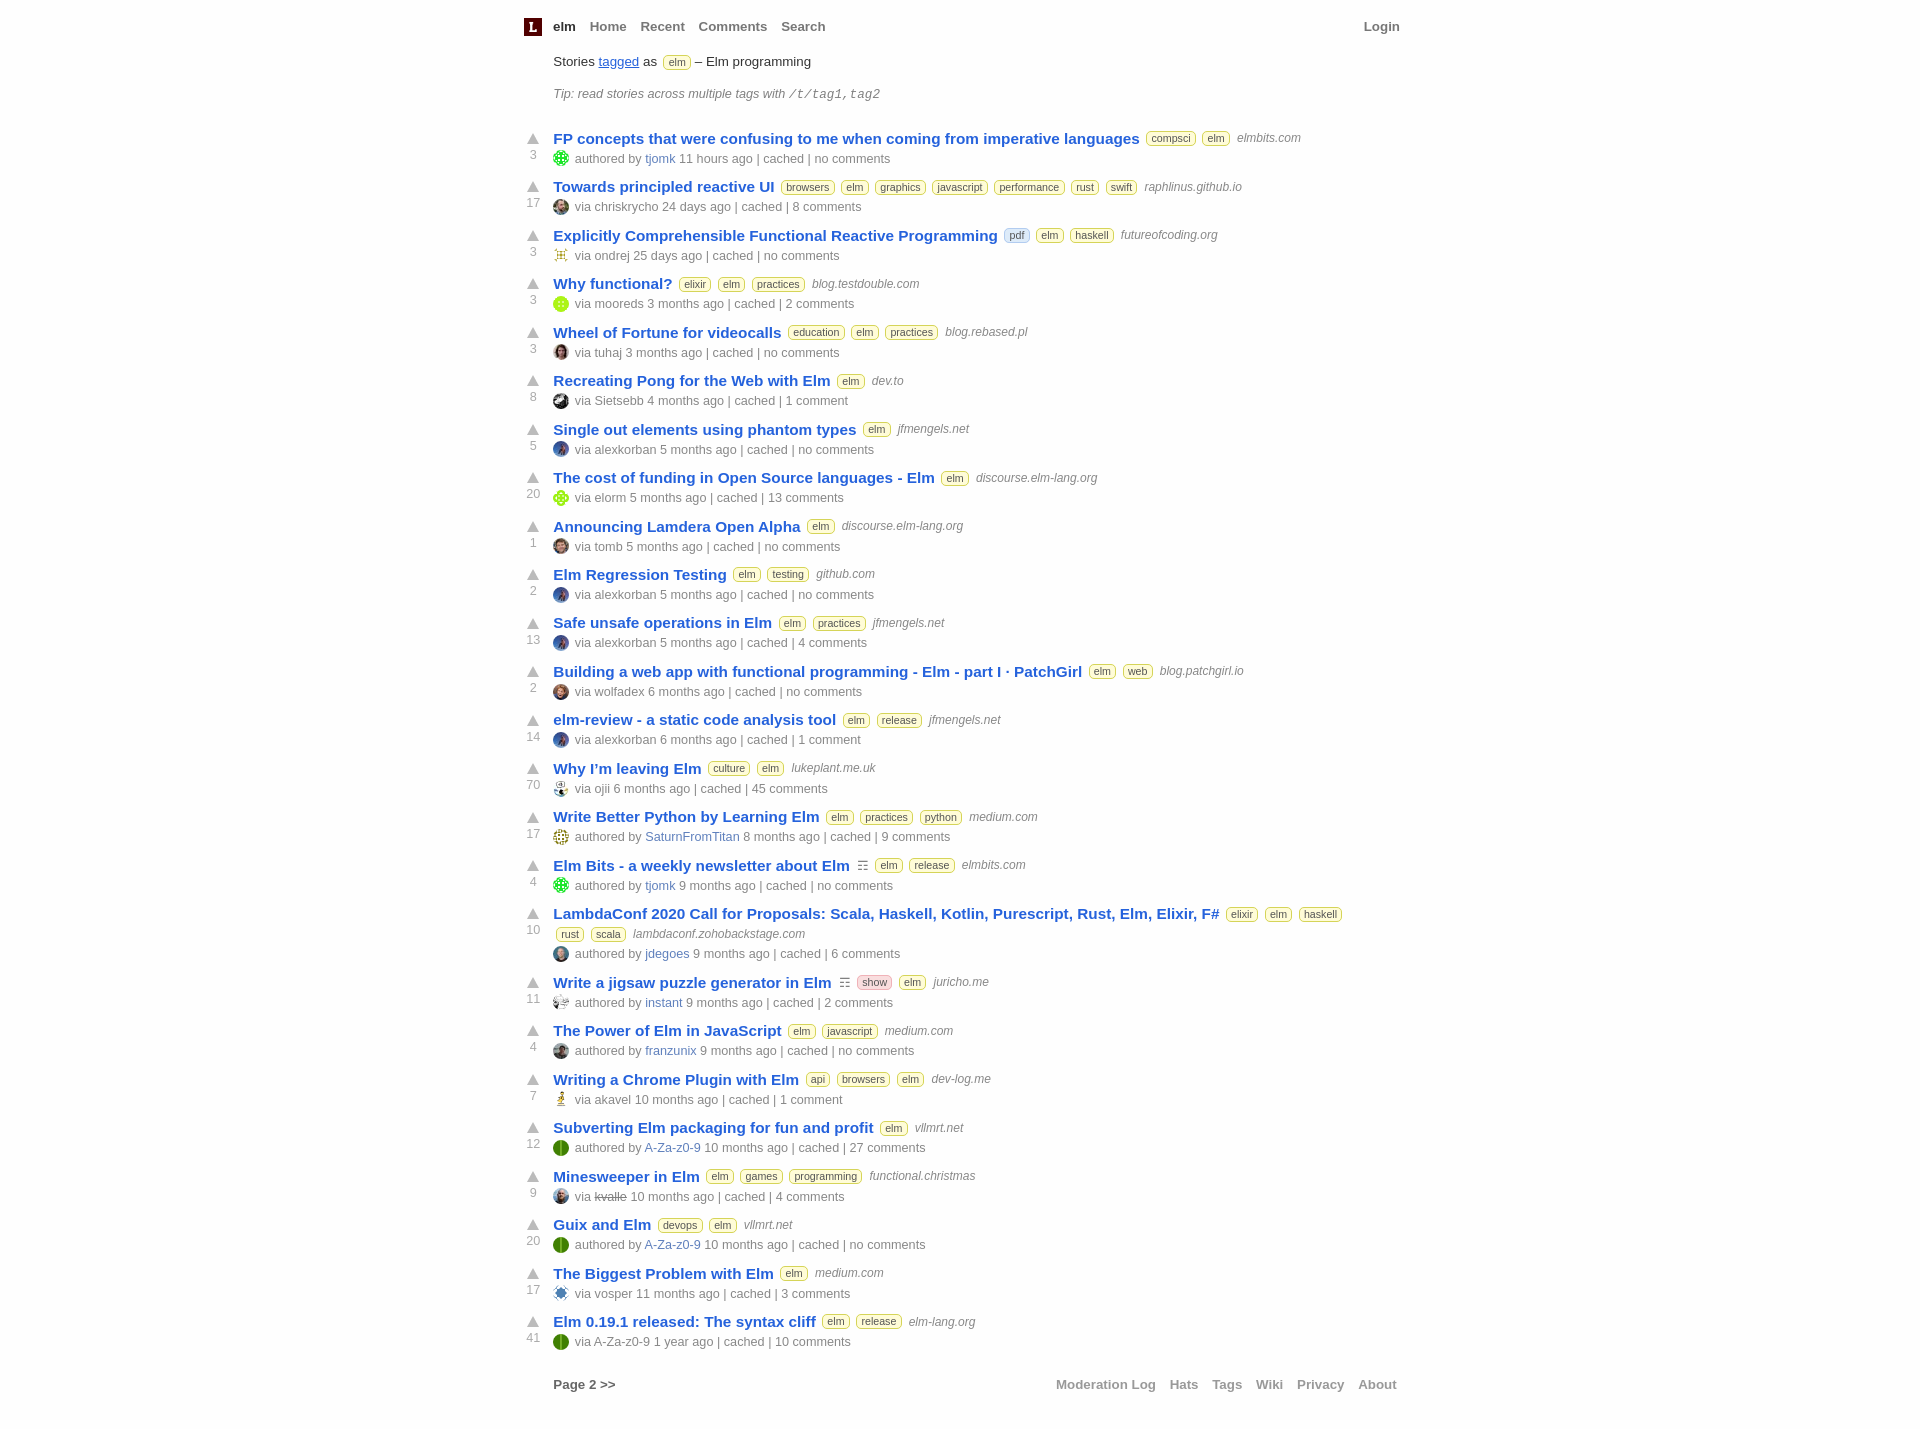 L elm Home Recent Comments Search Login
Stories tagged as elm – Elm programming
Tip: read stories across multiple tags with /t/tag1,tag2
FP concepts that were confusing to me when coming from imperative languages compsci elm elmbits.com
3 authored by tjomk 11 hours ago | cached | no comments
Towards principled reactive UI browsers elm graphics javascript performance rust swift raphlinus.github.io
17 via chriskrycho 24 days ago | cached | 8 comments
Explicitly Comprehensible Functional Reactive Programming pdf elm haskell futureofcoding.org
3 via ondrej 25 days ago | cached | no comments
Why functional? elixir elm practices blog.testdouble.com
3 via mooreds 3 months ago | cached | 2 comments
Wheel of Fortune for videocalls education elm practices blog.rebased.pl
3 via tuhaj 3 months ago | cached | no comments
Recreating Pong for the Web with Elm elm dev.to
8 via Sietsebb 4 months ago | cached | 1 comment
Single out elements using phantom types elm jfmengels.net
5 via alexkorban 5 months ago | cached | no comments
The cost of funding in Open Source languages - Elm elm discourse.elm-lang.org
20 via elorm 5 months ago | cached | 13 comments
Announcing Lamdera Open Alpha elm discourse.elm-lang.org
1 via tomb 5 months ago | cached | no comments
Elm Regression Testing elm testing github.com
2 via alexkorban 5 months ago | cached | no comments
Safe unsafe operations in Elm elm practices jfmengels.net
13 via alexkorban 5 months ago | cached | 4 comments
Building a web app with functional programming - Elm - part I · PatchGirl elm web blog.patchgirl.io
2 via wolfadex 6 months ago | cached | no comments
elm-review - a static code analysis tool elm release jfmengels.net
14 via alexkorban 6 months ago | cached | 1 comment
Why I’m leaving Elm culture elm lukeplant.me.uk
70 via ojii 6 months ago | cached | 45 comments
Write Better Python by Learning Elm elm practices python medium.com
17 authored by SaturnFromTitan 8 months ago | cached | 9 comments
Elm Bits - a weekly newsletter about Elm ☶ elm release elmbits.com
4 authored by tjomk 9 months ago | cached | no comments
LambdaConf 2020 Call for Proposals: Scala, Haskell, Kotlin, Purescript, Rust, Elm, Elixir, F# elixir elm haskell
10 rust scala lambdaconf.zohobackstage.com
authored by jdegoes 9 months ago | cached | 6 comments
Write a jigsaw puzzle generator in Elm ☶ show elm juricho.me
11 authored by instant 9 months ago | cached | 2 comments
The Power of Elm in JavaScript elm javascript medium.com
4 authored by franzunix 9 months ago | cached | no comments
Writing a Chrome Plugin with Elm api browsers elm dev-log.me
7 via akavel 10 months ago | cached | 1 comment
Subverting Elm packaging for fun and profit elm vllmrt.net
12 authored by A-Za-z0-9 10 months ago | cached | 27 comments
Minesweeper in Elm elm games programming functional.christmas
9 via kvalle 10 months ago | cached | 4 comments
Guix and Elm devops elm vllmrt.net
20 authored by A-Za-z0-9 10 months ago | cached | no comments
The Biggest Problem with Elm elm medium.com
17 via vosper 11 months ago | cached | 3 comments
Elm 0.19.1 released: The syntax cliff elm release elm-lang.org
41 via A-Za-z0-9 1 year ago | cached | 10 comments
Page 2 >> Moderation Log Hats Tags Wiki Privacy About